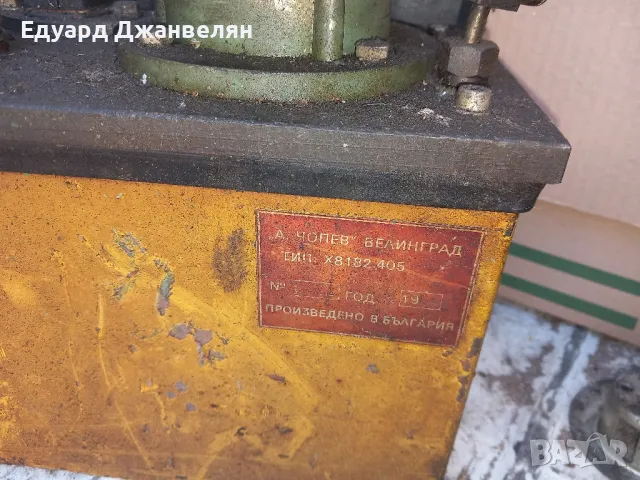 Едуард Джанвелян
„А. ЧОПЕВ" ВЕЛИНГРАД
ТИП: Х8182.405
№ ГОД. 19
ПРОИЗВЕДЕНО В БЪЛГАРИЯ
BAZAR